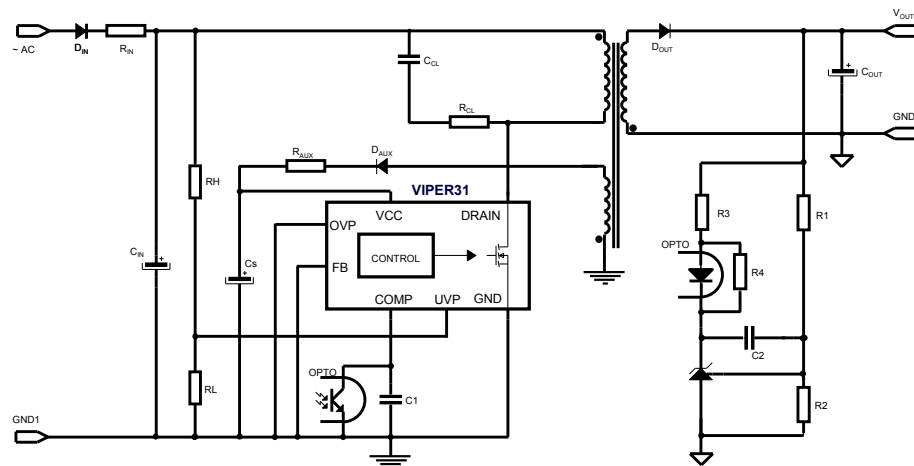 V_OUT
~ AC
D_IN
R_IN
D_OUT
C_CL
C_OUT
R_CL
GND
R_AUX
D_AUX
RH
VIPER31
VCC
DRAIN
OVP
R3
R1
C_IN
Cs
CONTROL
OPTO
FB
R4
COMP
UVP
GND
C2
OPTO
RL
C1
R2
GND1